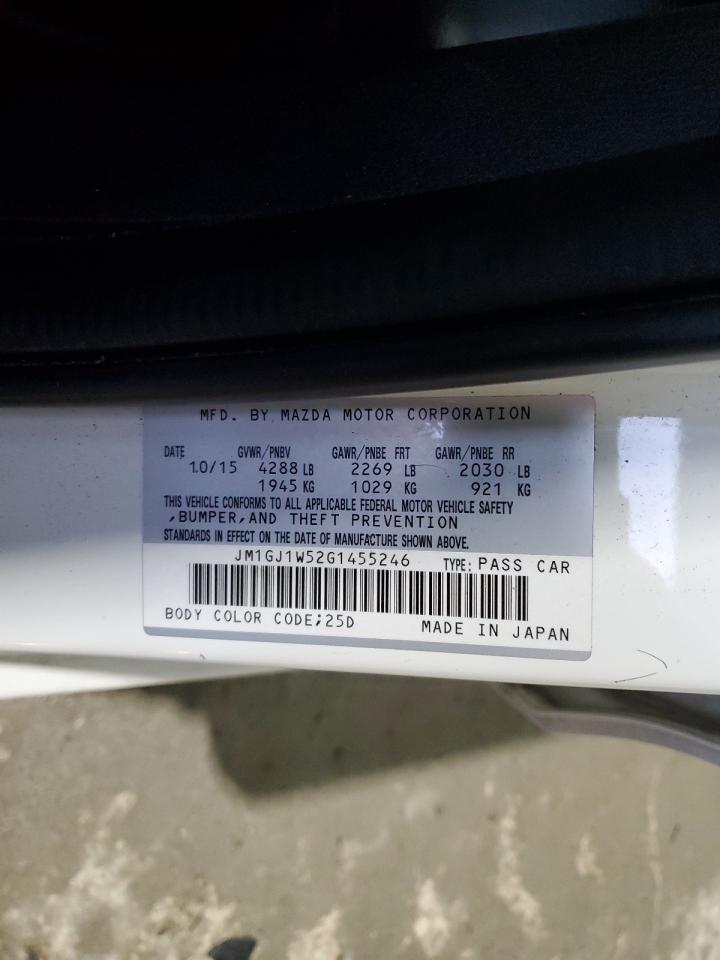 MFD. BY MAZDA MOTOR CORPORATION
DATE GVWR/PNBV GAWR/PNBE FRT GAWR/PNBE RR
10/15 4288 LB 2269 LB 2030 LB
1945 KG 1029 KG 921 KG
THIS VEHICLE CONFORMS TO ALL APPLICABLE FEDERAL MOTOR VEHICLE SAFETY
,BUMPER,AND THEFT PREVENTION
STANDARDS IN EFFECT ON THE DATE OF MANUFACTURE SHOWN ABOVE.
JM1GJ1W52G1455246 TYPE: PASS CAR
BODY COLOR CODE;25D MADE IN JAPAN